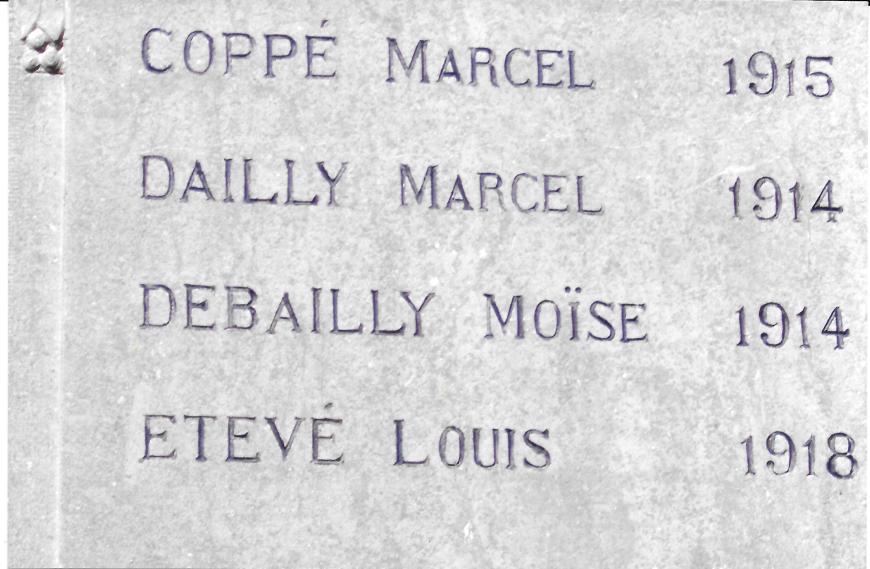 COPPÉ MARCEL 1915
DAILLY MARCEL 1914
DEBAILLY MOÏSE 1914
ETEVÉ LOUIS 1918